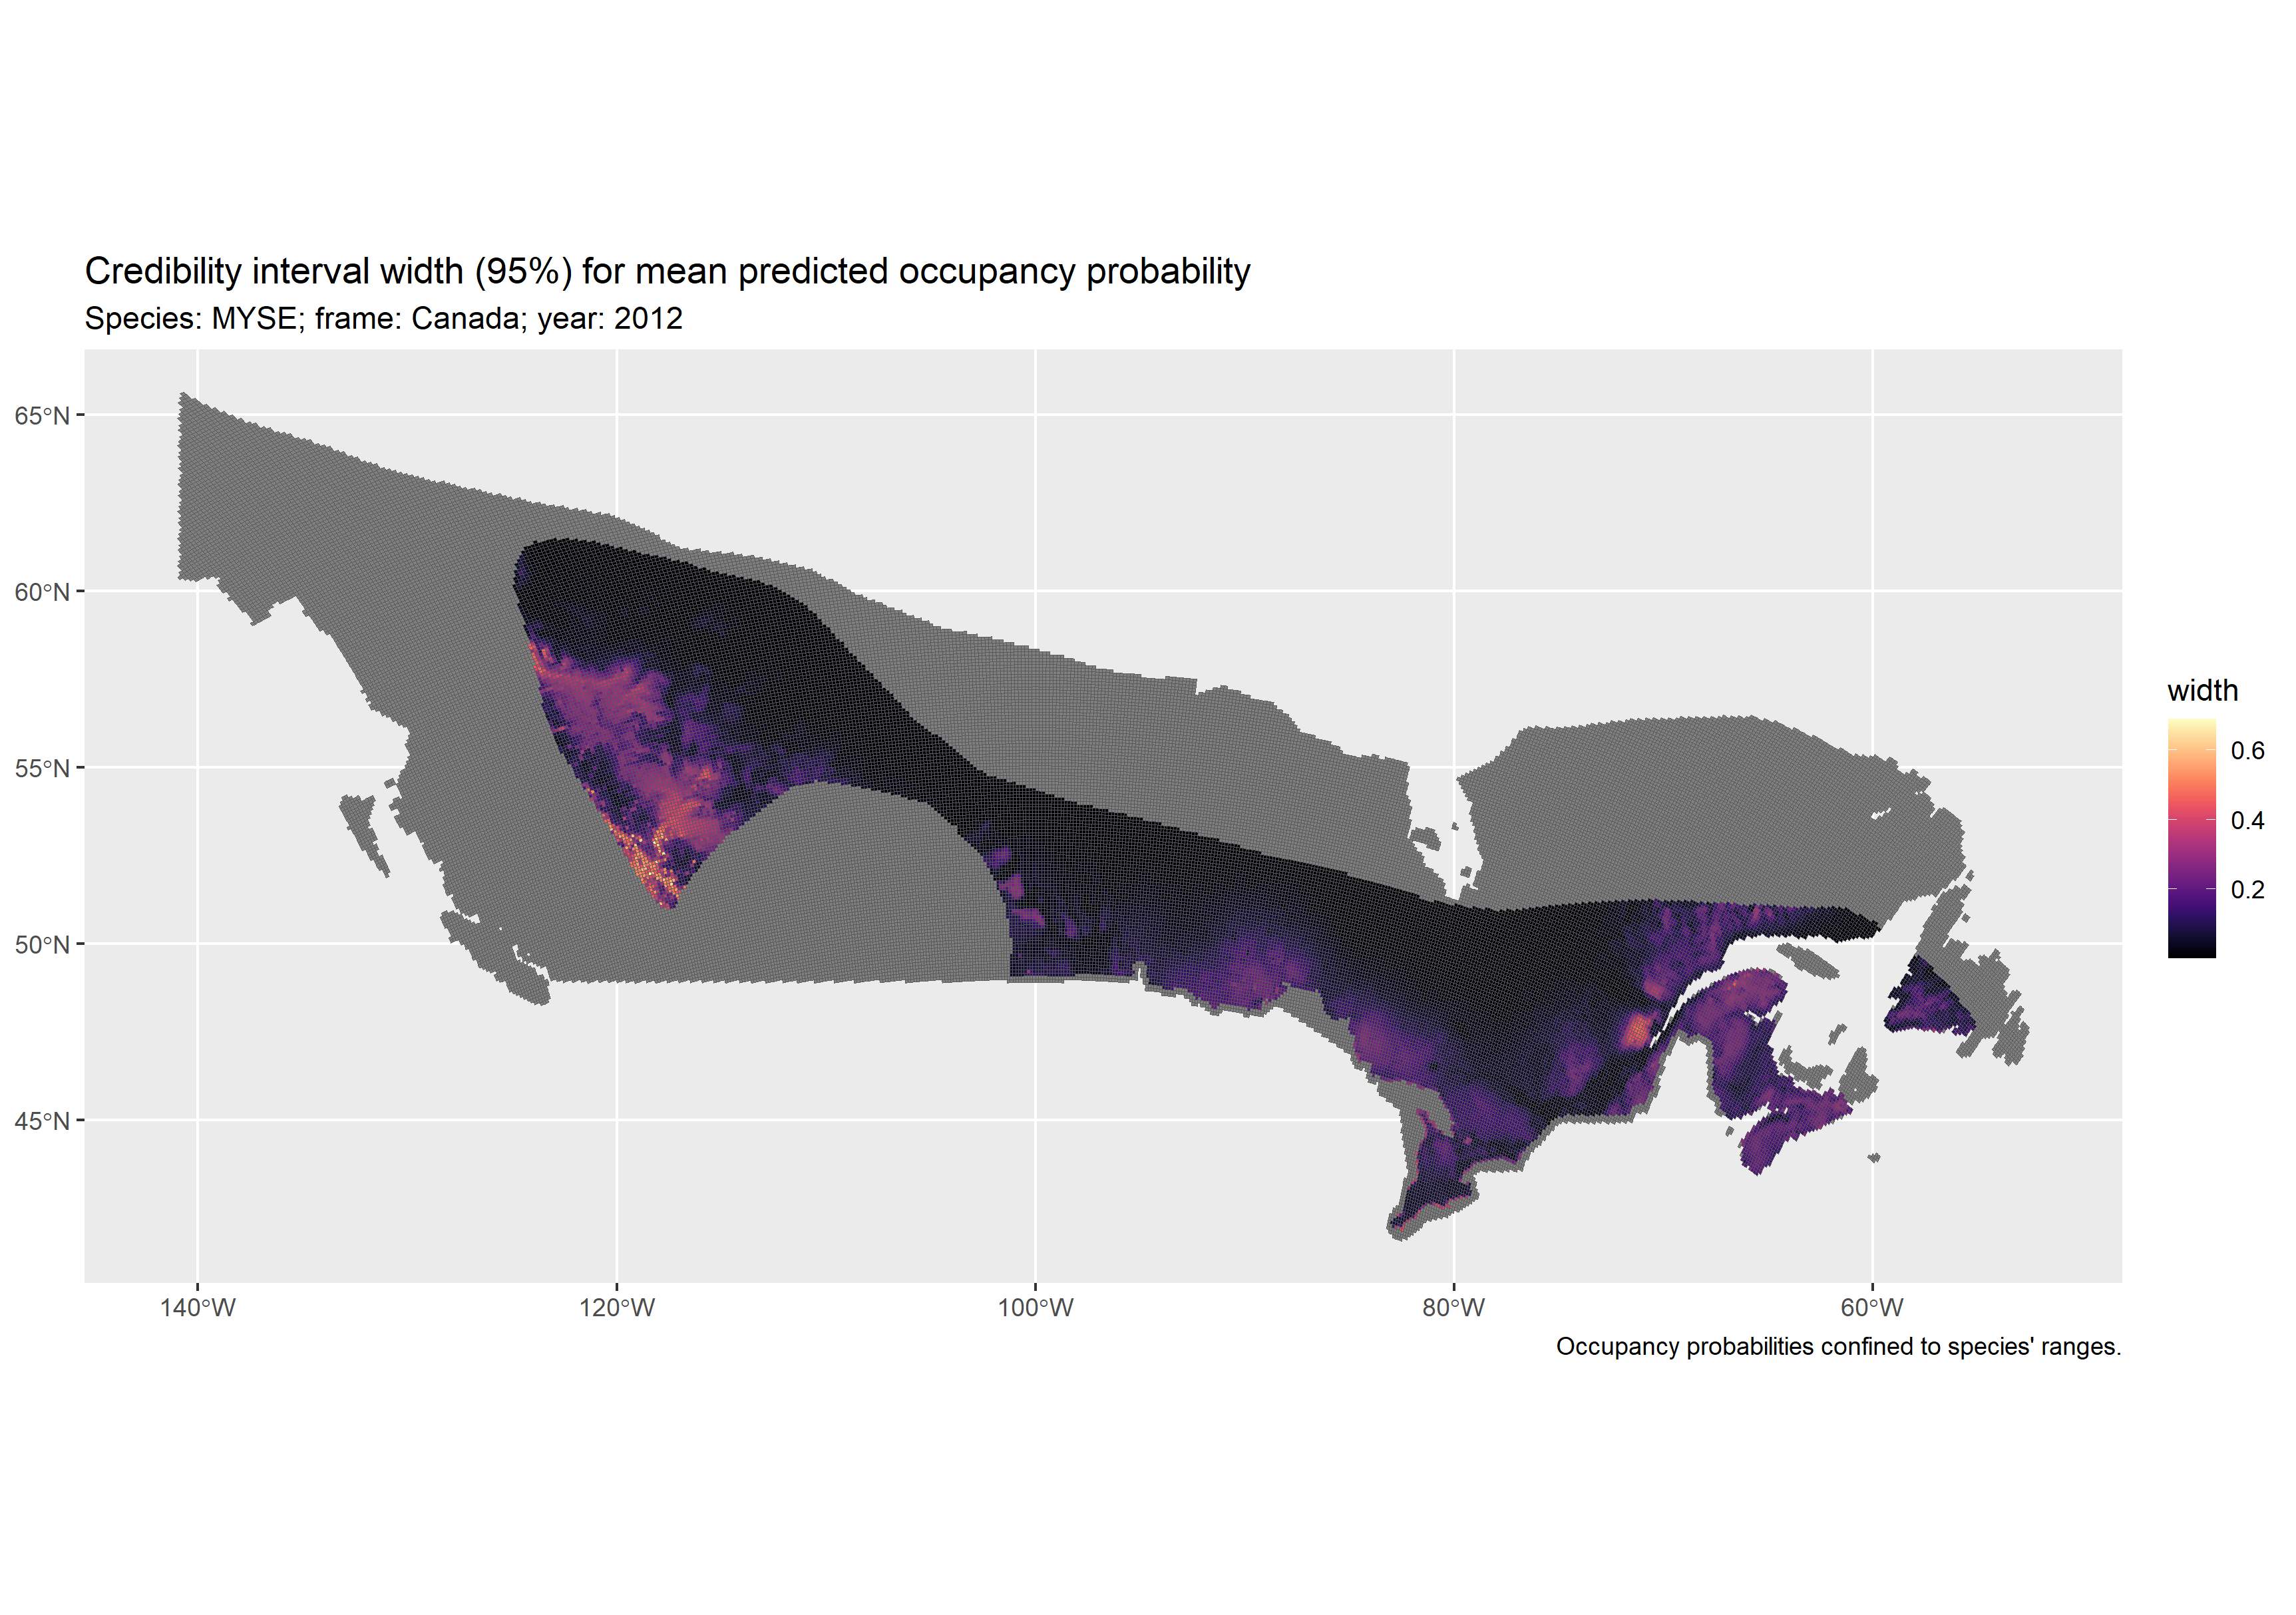 Credibility interval width (95%) for mean predicted occupancy probability
Species: MYSE; frame: Canada; year: 2012
65°N
60°N
55°N
50°N
45°N
140°W
120°W
100°W
80°W
60°W
width
0.6
0.4
0.2
Occupancy probabilities confined to species' ranges.